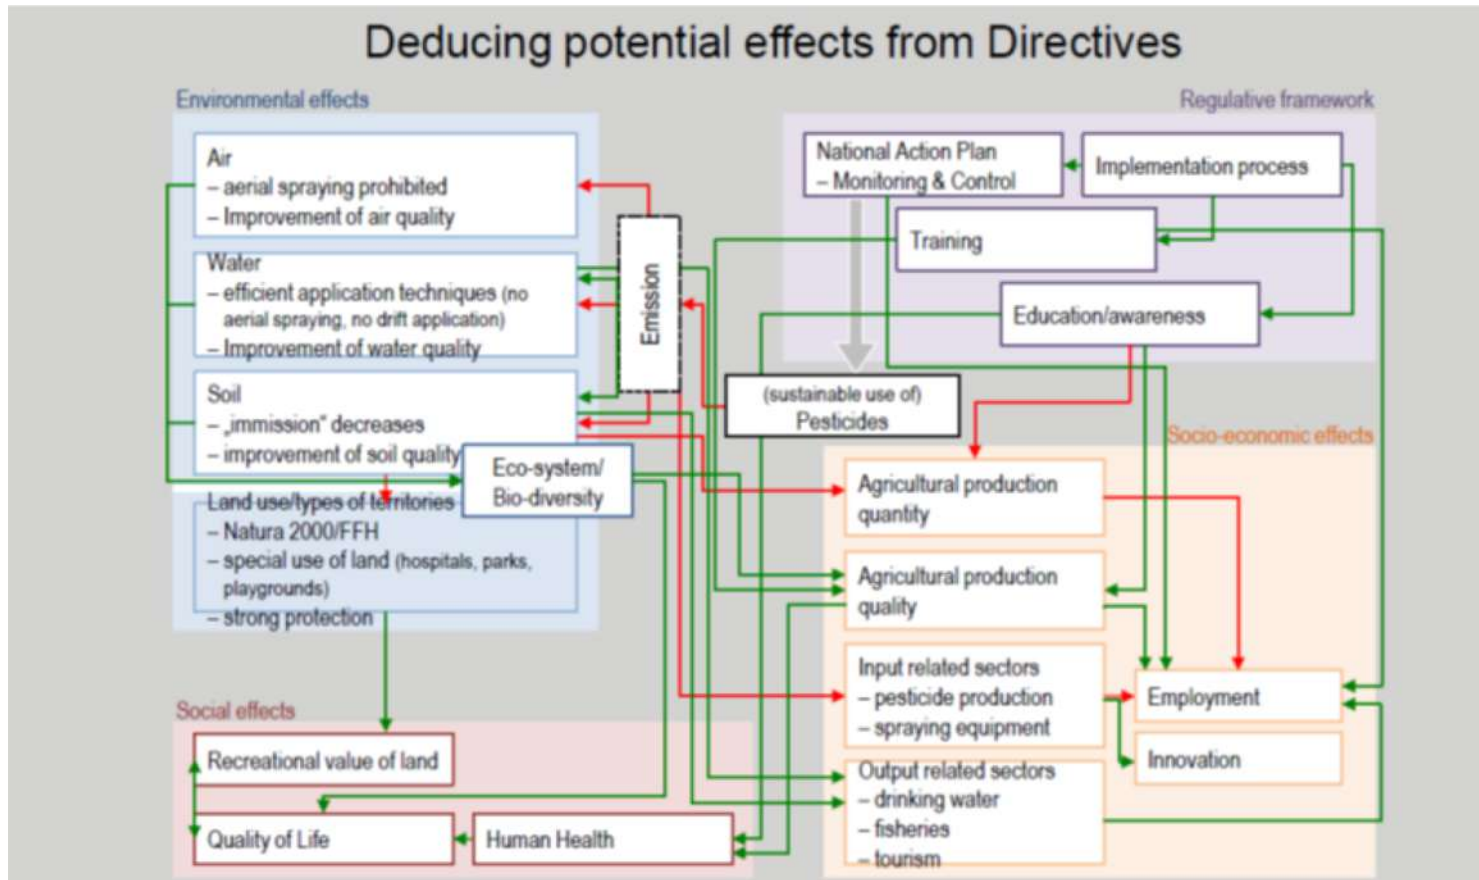 Deducing potential effects from Directives
Environmental effects
Air
– aerial spraying prohibited
– Improvement of air quality
Water
– efficient application techniques (no
aerial spraying, no drift application)
– Improvement of water quality
Soil
– „immission“ decreases
– improvement of soil quality
Eco-system/
Bio-diversity
Land use/types of territories
– Natura 2000/FFH
– special use of land (hospitals, parks,
playgrounds)
– strong protection
Emission
Regulative framework
National Action Plan
– Monitoring & Control
Implementation process
Training
Education/awareness
(sustainable use of)
Pesticides
Socio-economic effects
Agricultural production
quantity
Agricultural production
quality
Input related sectors
– pesticide production
– spraying equipment
Employment
Innovation
Output related sectors
– drinking water
– fisheries
– tourism
Social effects
Recreational value of land
Quality of Life
Human Health